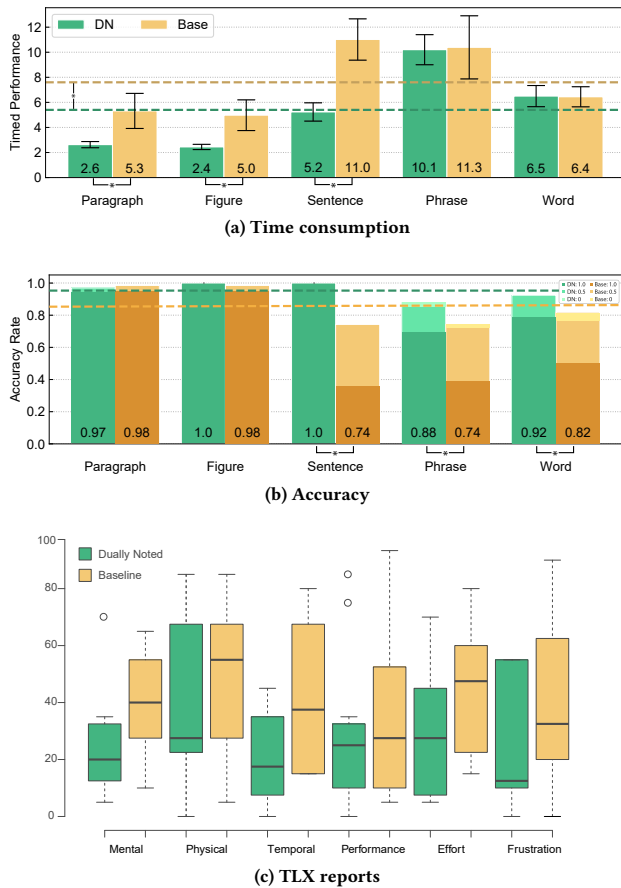 DN Base
Timed Performance
12
10
8
6
4
2
0
*
2.6 5.3 2.4 5.0 5.2 11.0 10.1 11.3 6.5 6.4
* * *
Paragraph Figure Sentence Phrase Word
(a) Time consumption
Accuracy Rate
1.0
0.8
0.6
0.4
0.2
0.0
DN: 1.0 Base: 1.0
DN: 0.5 Base: 0.5
DN: 0 Base: 0
0.97 0.98 1.0 0.98 1.0 0.74 0.88 0.74 0.92 0.82
* * *
Paragraph Figure Sentence Phrase Word
(b) Accuracy
100
80
60
40
20
0
Dually Noted
Baseline
Mental Physical Temporal Performance Effort Frustration
(c) TLX reports